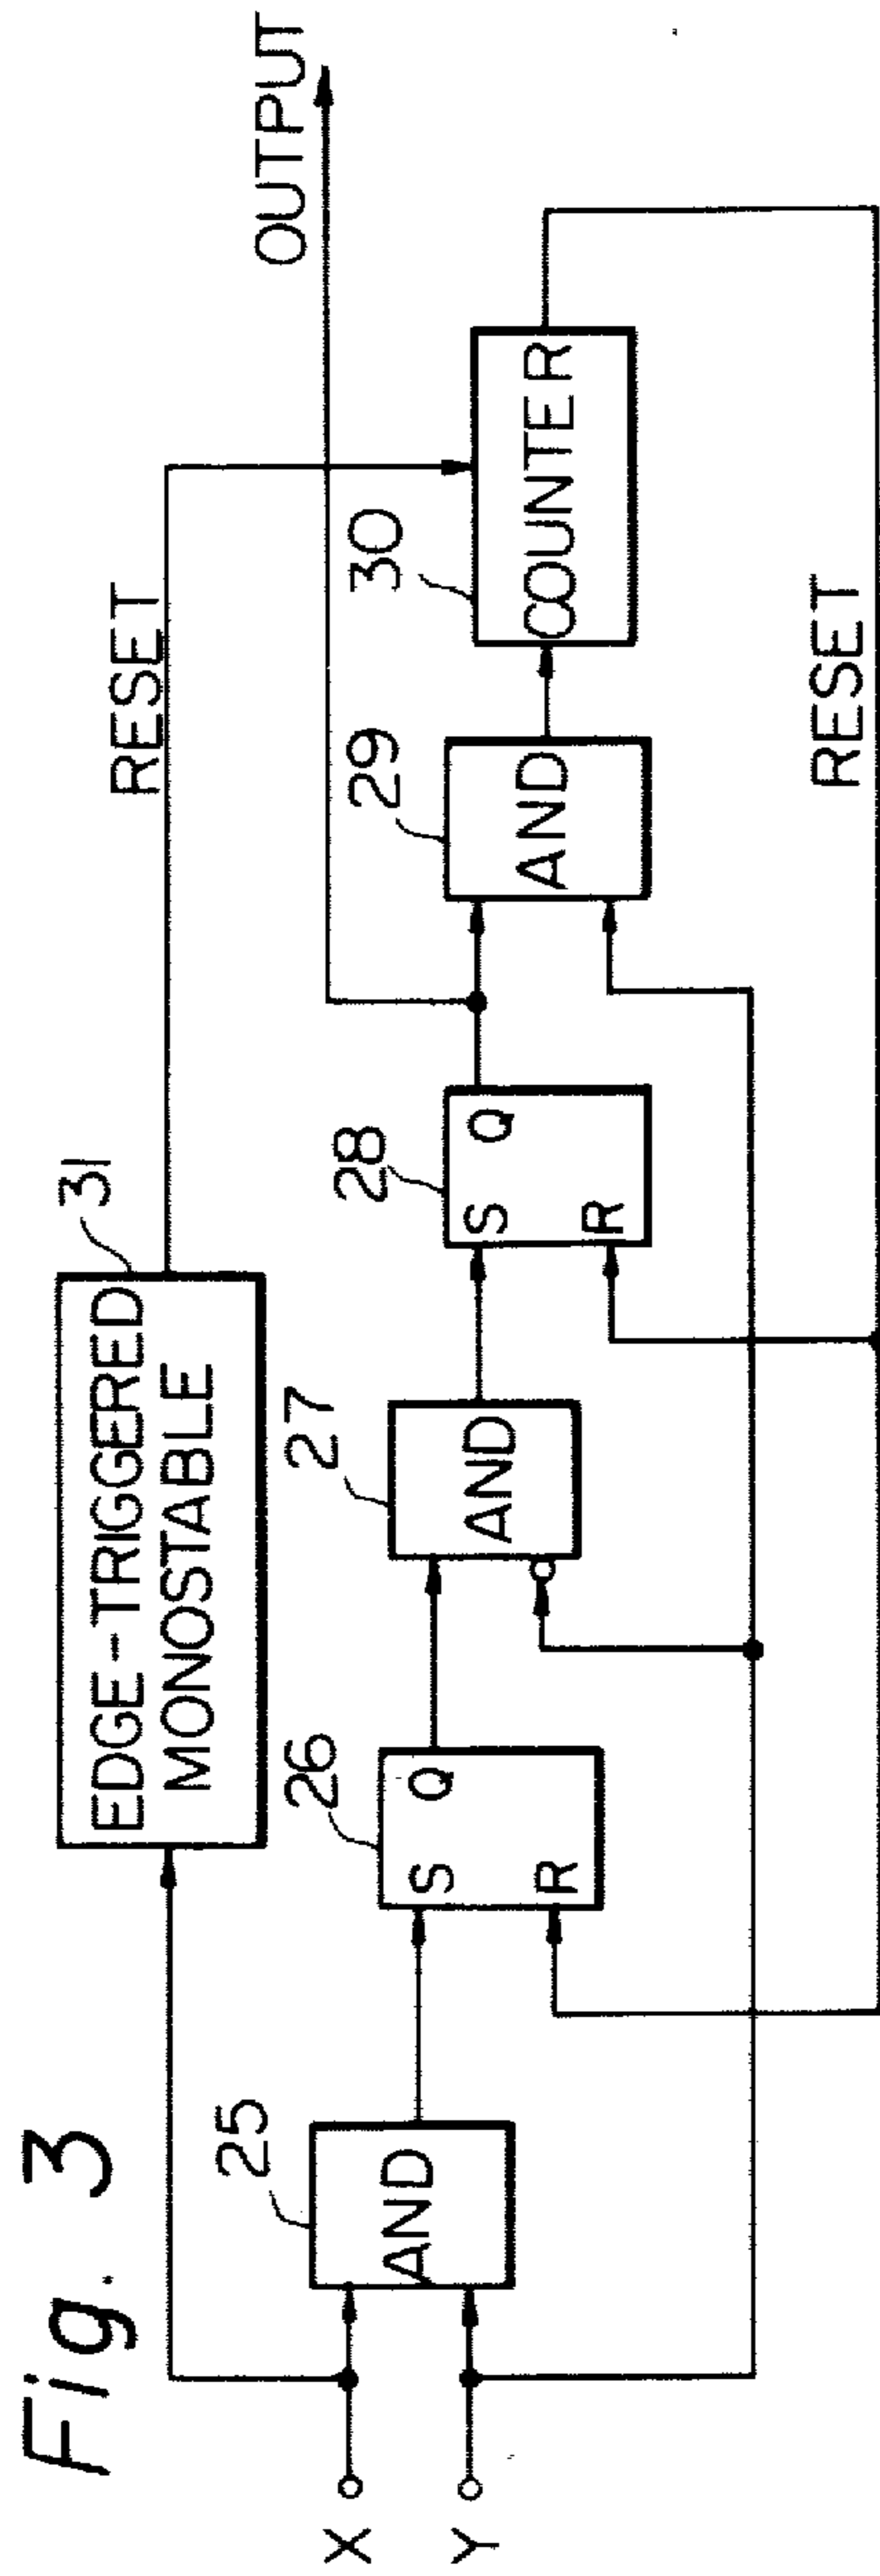 Fig. 3
X
Y
EDGE-TRIGGERED
MONOSTABLE
31
RESET
OUTPUT
25
AND
26
S Q
R
27
AND
28
S Q
R
29
AND
30
COUNTER
RESET